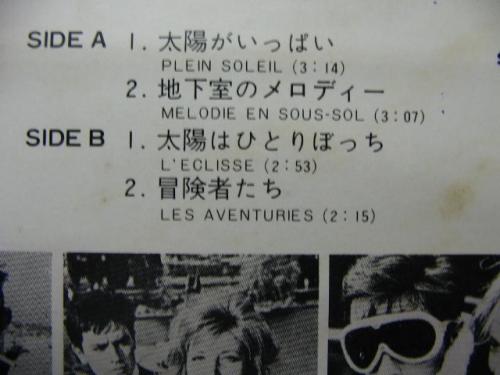 SIDE A 1. 太陽がいっぱい
PLEIN SOLEIL (3:14)
2. 地下室のメロディー
MELODIE EN SOUS-SOL (3:07)
SIDE B 1. 太陽はひとりぼっち
L'ECLISSE (2:53)
2. 冒険者たち
LES AVENTURIES (2:15)